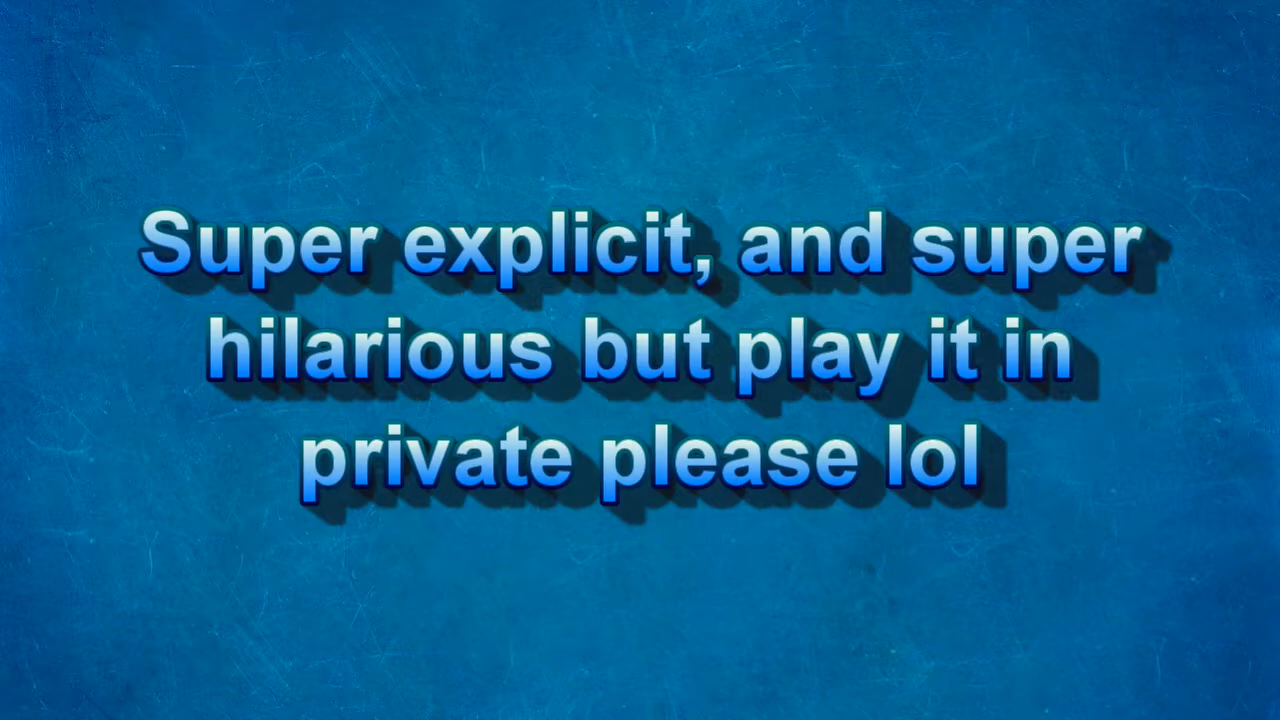 Super explicit, and super
hilarious but play it in
private please lol